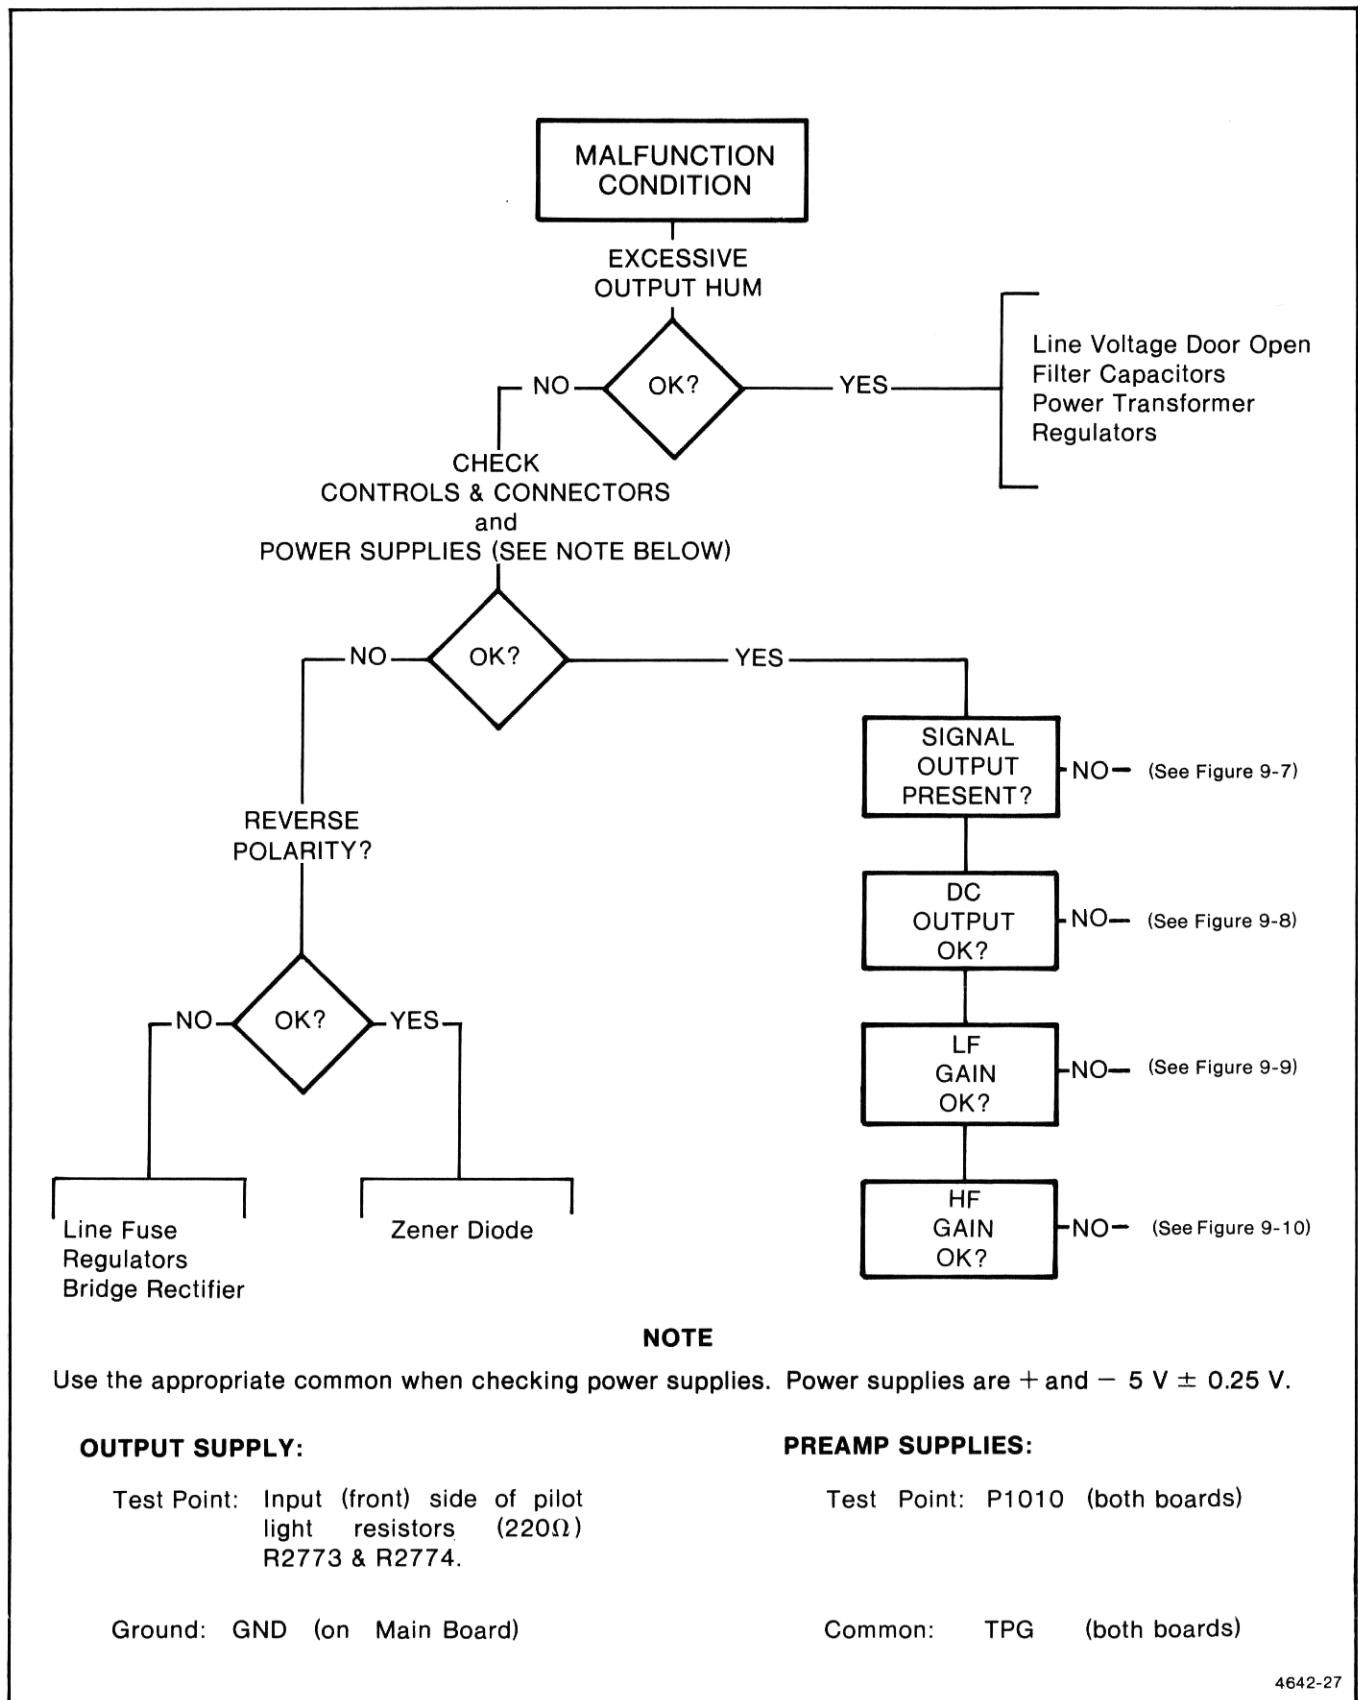 MALFUNCTION
CONDITION
EXCESSIVE
OUTPUT HUM
OK?
NO
YES
Line Voltage Door Open
Filter Capacitors
Power Transformer
Regulators
CHECK
CONTROLS & CONNECTORS
and
POWER SUPPLIES (SEE NOTE BELOW)
NO
OK?
YES
REVERSE
POLARITY?
NO
OK?
YES
Line Fuse
Regulators
Bridge Rectifier
Zener Diode
SIGNAL
OUTPUT
PRESENT?
NO
(See Figure 9-7)
DC
OUTPUT
OK?
NO
(See Figure 9-8)
LF
GAIN
OK?
NO
(See Figure 9-9)
HF
GAIN
OK?
NO
(See Figure 9-10)
NOTE
Use the appropriate common when checking power supplies. Power supplies are + and − 5 V ± 0.25 V.
OUTPUT SUPPLY:
Test Point: Input (front) side of pilot
light resistors (220Ω)
R2773 & R2774.
Ground: GND (on Main Board)
PREAMP SUPPLIES:
Test Point: P1010 (both boards)
Common: TPG (both boards)
4642-27